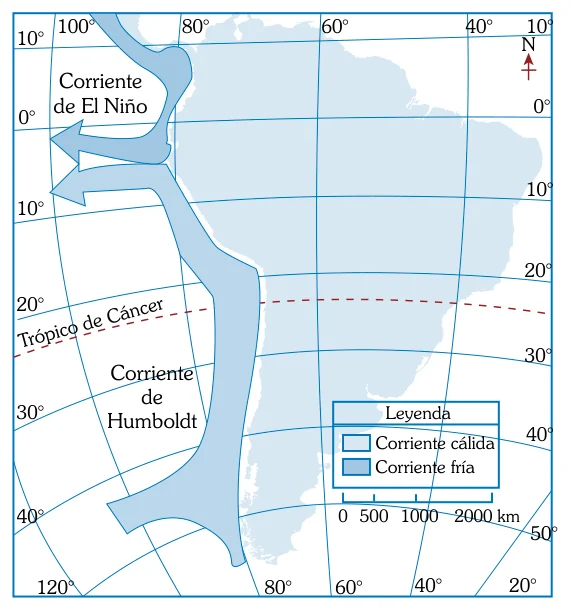 100° 80° 60° 40° 10°
10°
N
Corriente
de El Niño
0° 0°
10° 10°
20° 20°
Trópico de Cáncer
30° 30°
Corriente
de
Humboldt
Leyenda
Corriente cálida
Corriente fría
40° 40°
0 500 1000 2000 km
50°
120° 80° 60° 40° 20°